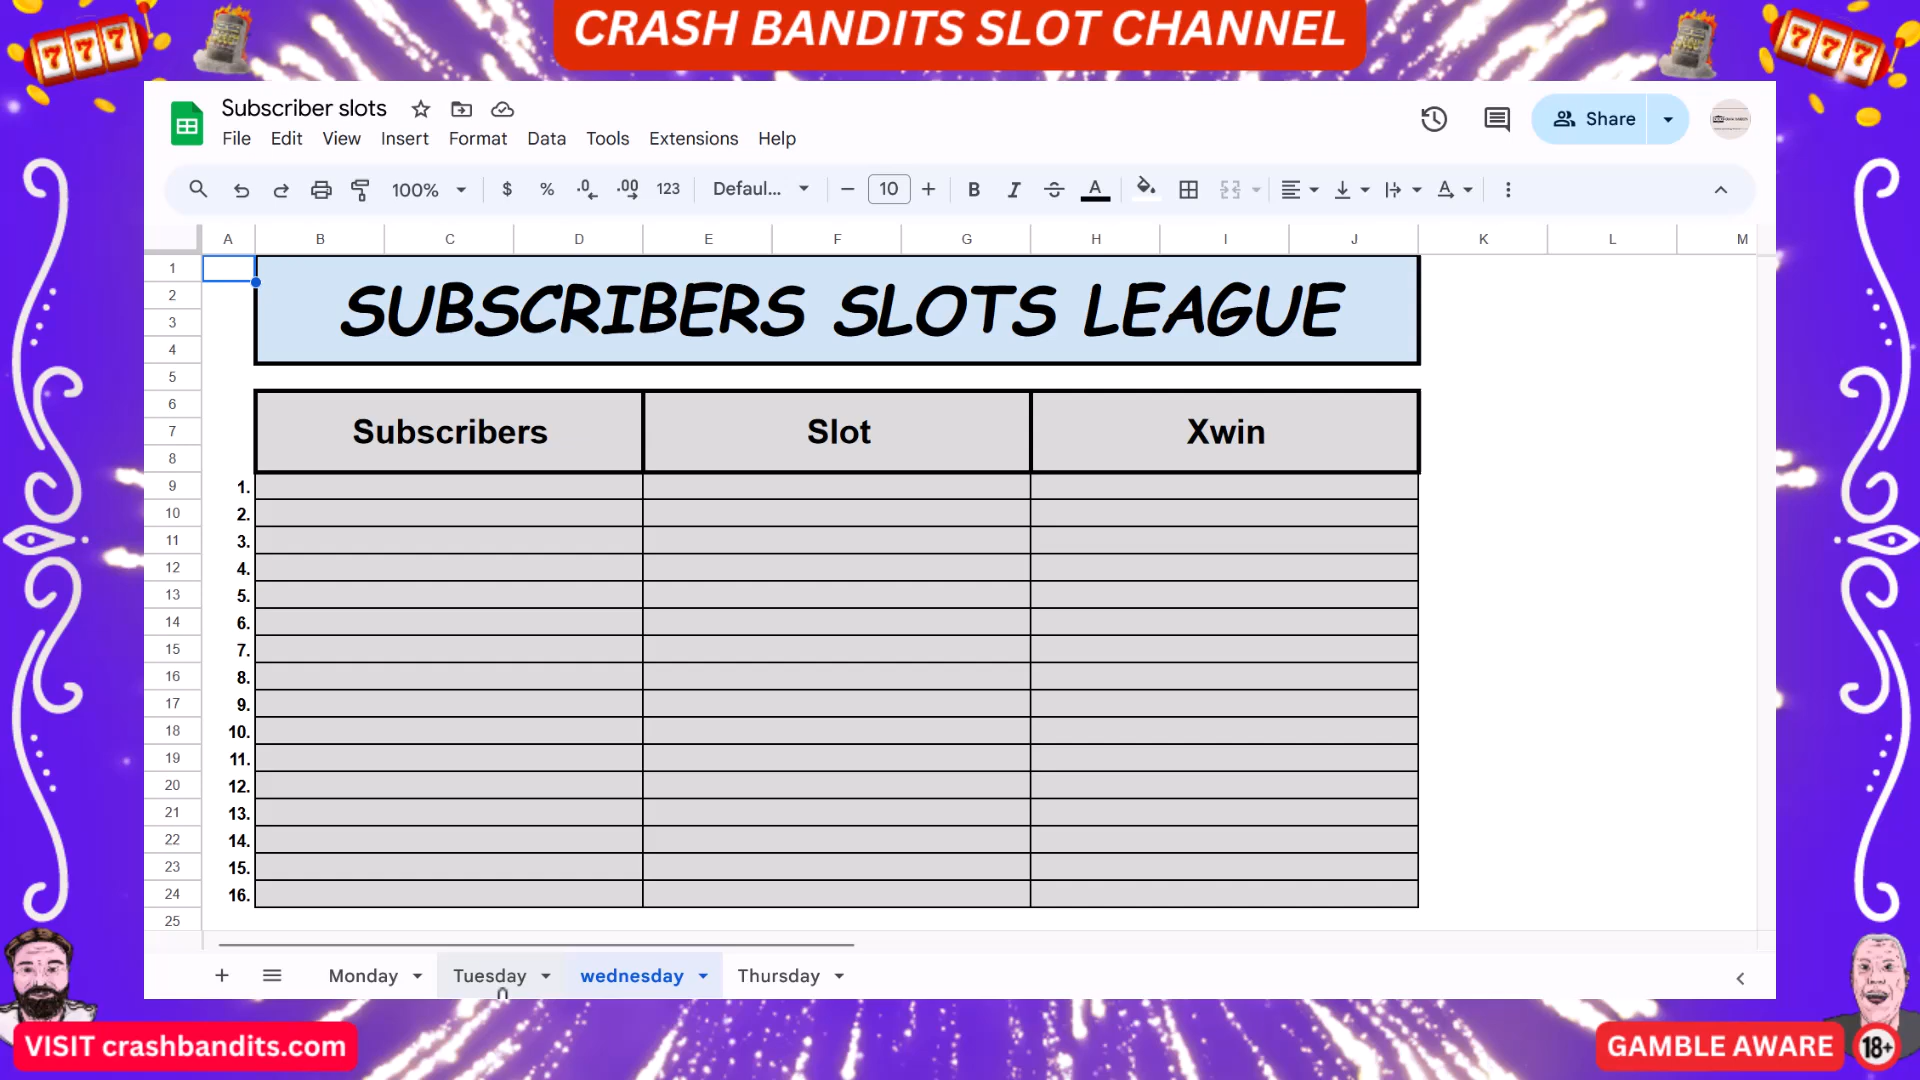 CRASH BANDITS SLOT CHANNEL
777
777
Subscriber slots
File Edit View Insert Format Data Tools Extensions Help
Share
100% $ % .0 .00 123 Defaul... 10 B I A
A B C D E F G H I J K L M
1
2
3
4
SUBSCRIBERS SLOTS LEAGUE
5
6
7
8
Subscribers Slot Xwin
9 1.
10 2.
11 3.
12 4.
13 5.
14 6.
15 7.
16 8.
17 9.
18 10.
19 11.
20 12.
21 13.
22 14.
23 15.
24 16.
25
Monday Tuesday wednesday Thursday
VISIT crashbandits.com
GAMBLE AWARE 18+